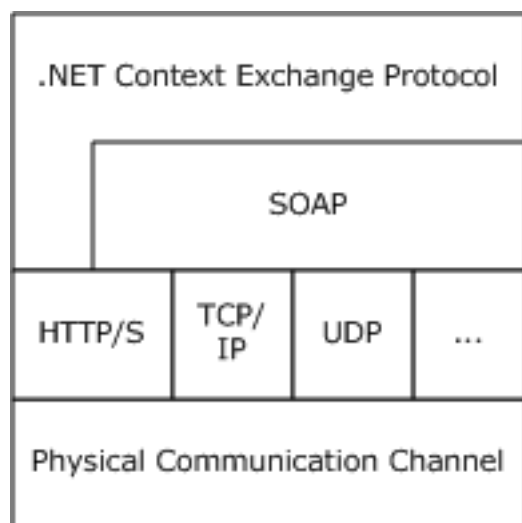 .NET Context Exchange Protocol
SOAP
HTTP/S
TCP/
IP
UDP
...
Physical Communication Channel